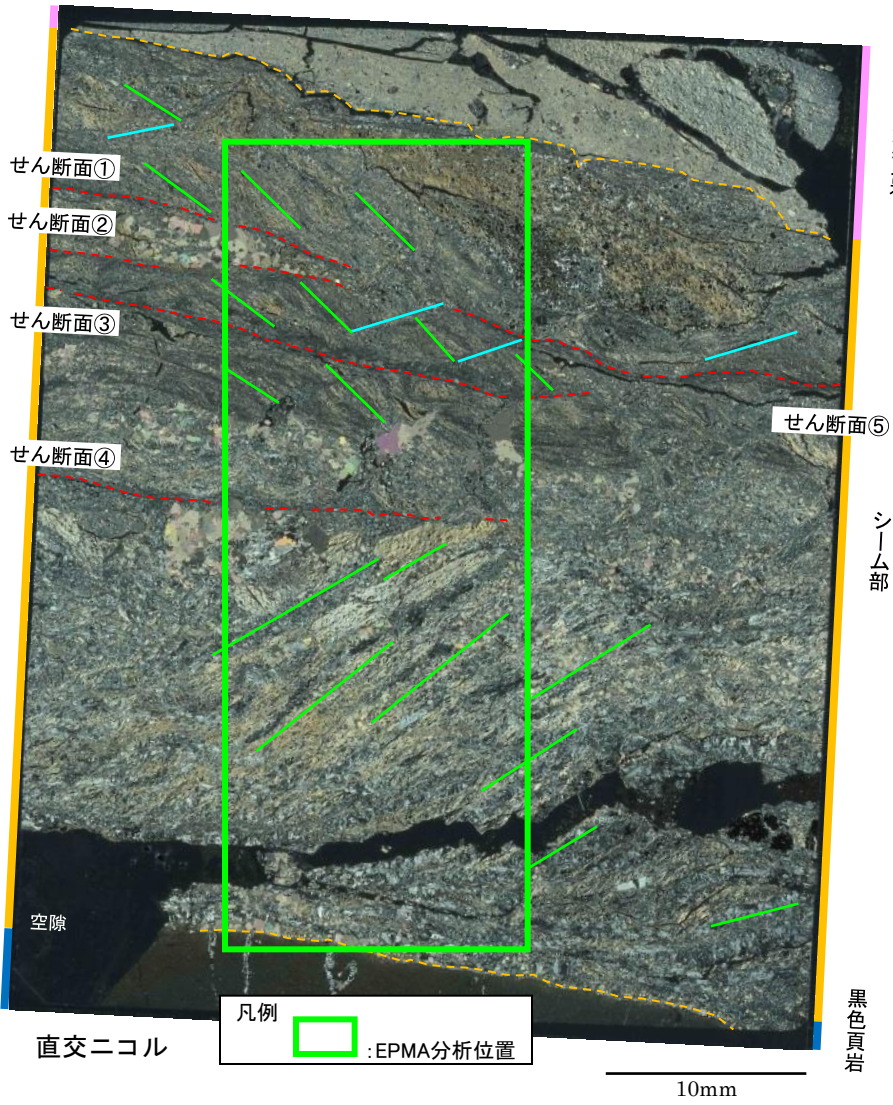 せん断面①
せん断面②
せん断面③
せん断面⑤
せん断面④
シーム部
空隙
黒色頁岩
直交ニコル
凡例
:EPMA分析位置
10mm